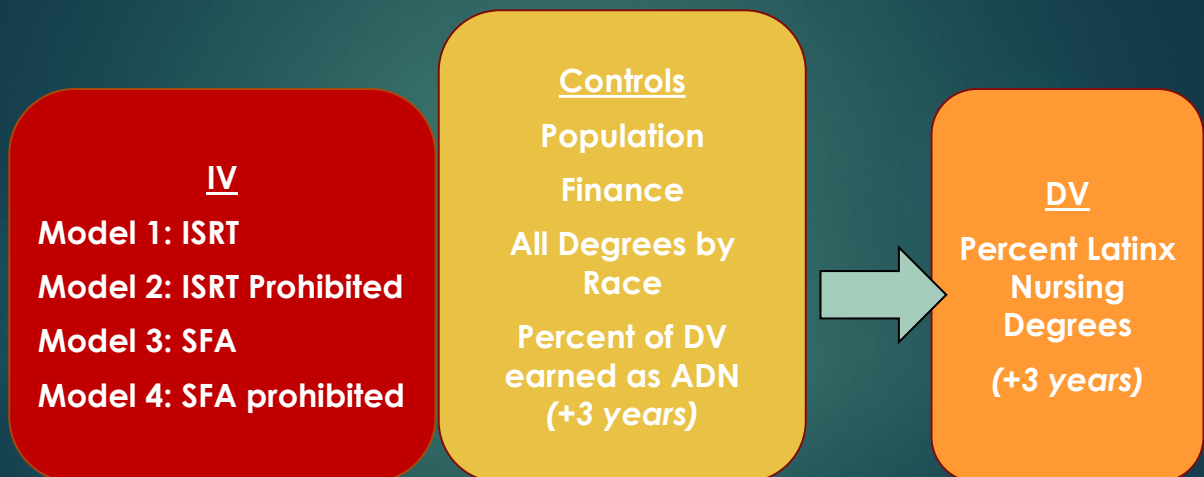 IV
Model 1: ISRT
Model 2: ISRT Prohibited
Model 3: SFA
Model 4: SFA prohibited
Controls
Population
Finance
All Degrees by
Race
Percent of DV
earned as ADN
(+3 years)
DV
Percent Latinx
Nursing
Degrees
(+3 years)